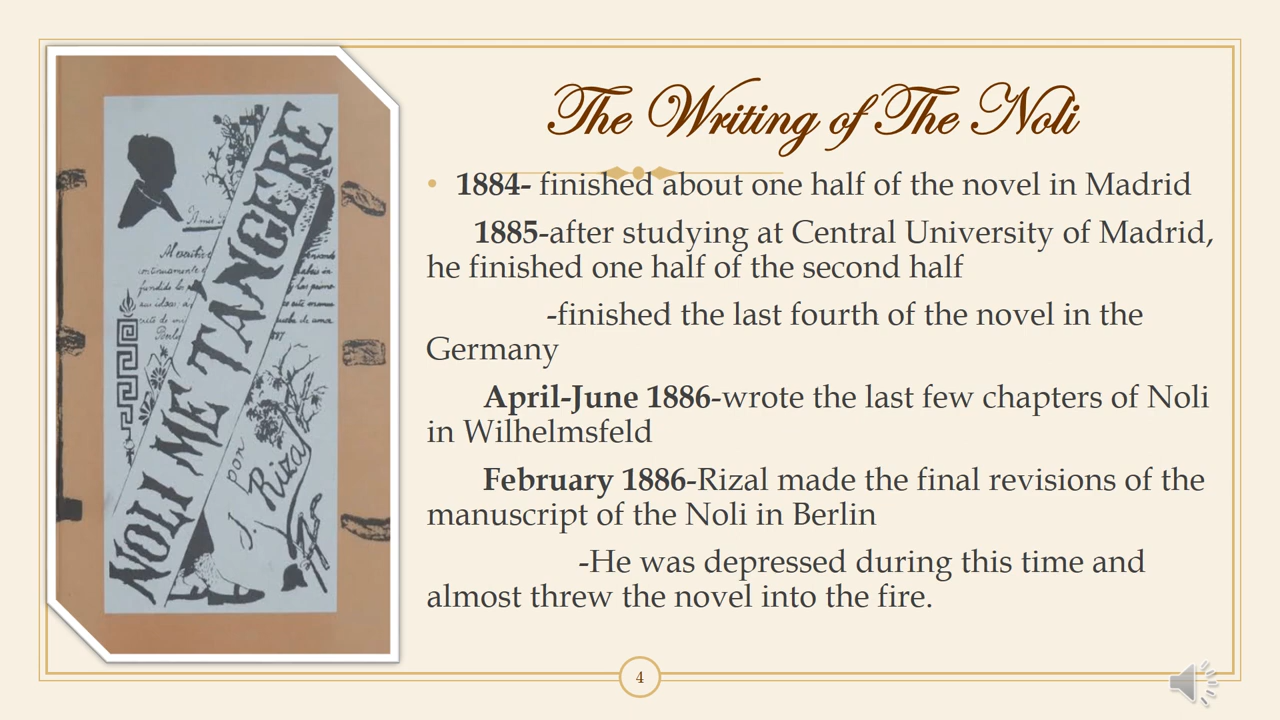 The Writing of The Noli
• 1884- finished about one half of the novel in Madrid
1885-after studying at Central University of Madrid,
he finished one half of the second half
-finished the last fourth of the novel in the
Germany
April-June 1886-wrote the last few chapters of Noli
in Wilhelmsfeld
February 1886-Rizal made the final revisions of the
manuscript of the Noli in Berlin
-He was depressed during this time and
almost threw the novel into the fire.
NOLI ME TÁNGERE
por
J. Rizal
4